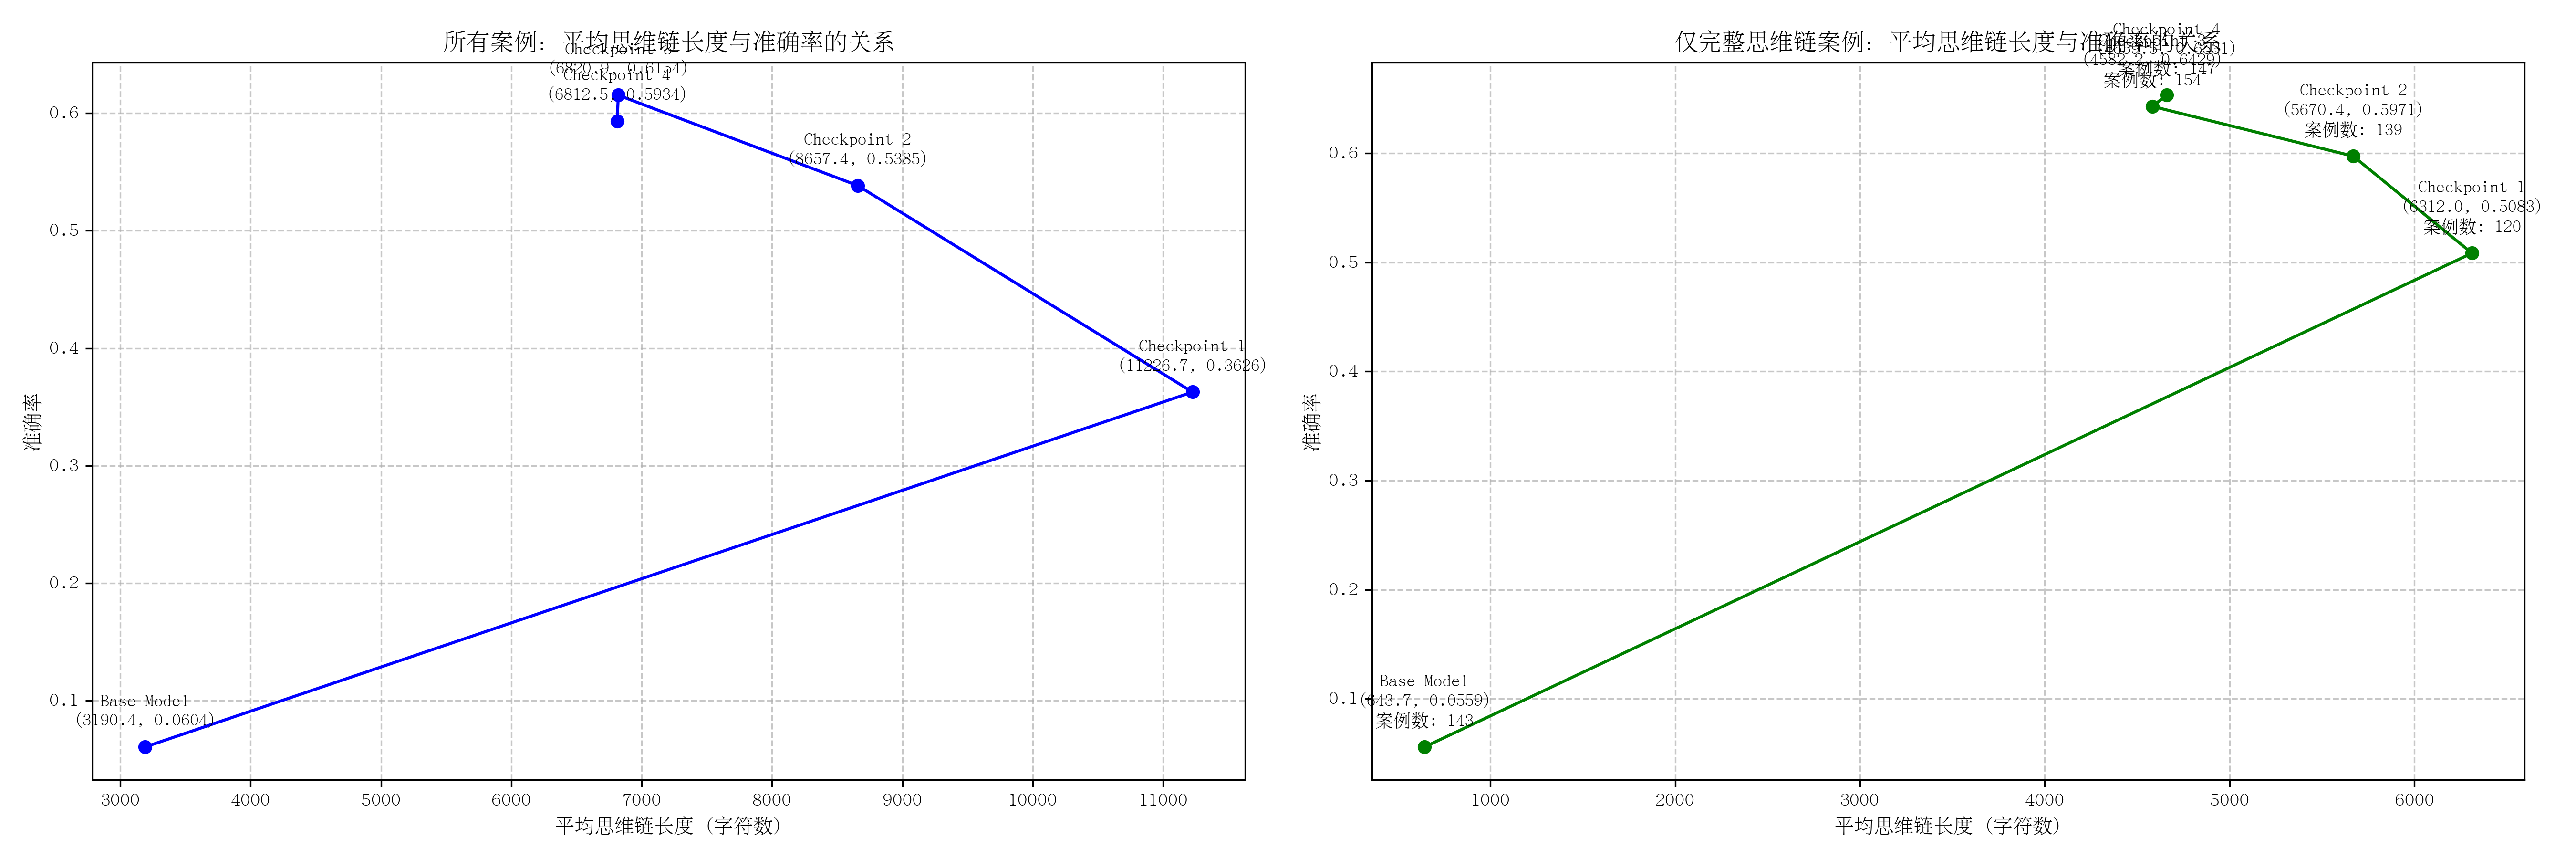 所有案例: 平均思维链长度与准确率的关系
Checkpoint 3
(6820.9, 0.6154)
Checkpoint 4
(6812.5, 0.5934)
Checkpoint 2
(8657.4, 0.5385)
Checkpoint 1
(11226.7, 0.3626)
Base Model
(3190.4, 0.0604)
0.6
0.5
0.4
0.3
0.2
0.1
准确率
3000 4000 5000 6000 7000 8000 9000 10000 11000
平均思维链长度 (字符数)
仅完整思维链案例: 平均思维链长度与准确率的关系
Checkpoint 4
(4582.2, 0.6429)
案例数: 154
案例数: 147
Checkpoint 2
(5670.4, 0.5971)
案例数: 139
Checkpoint 1
(6312.0, 0.5083)
案例数: 120
Base Model
(643.7, 0.0559)
案例数: 143
0.6
0.5
0.4
0.3
0.2
0.1
准确率
1000 2000 3000 4000 5000 6000
平均思维链长度 (字符数)